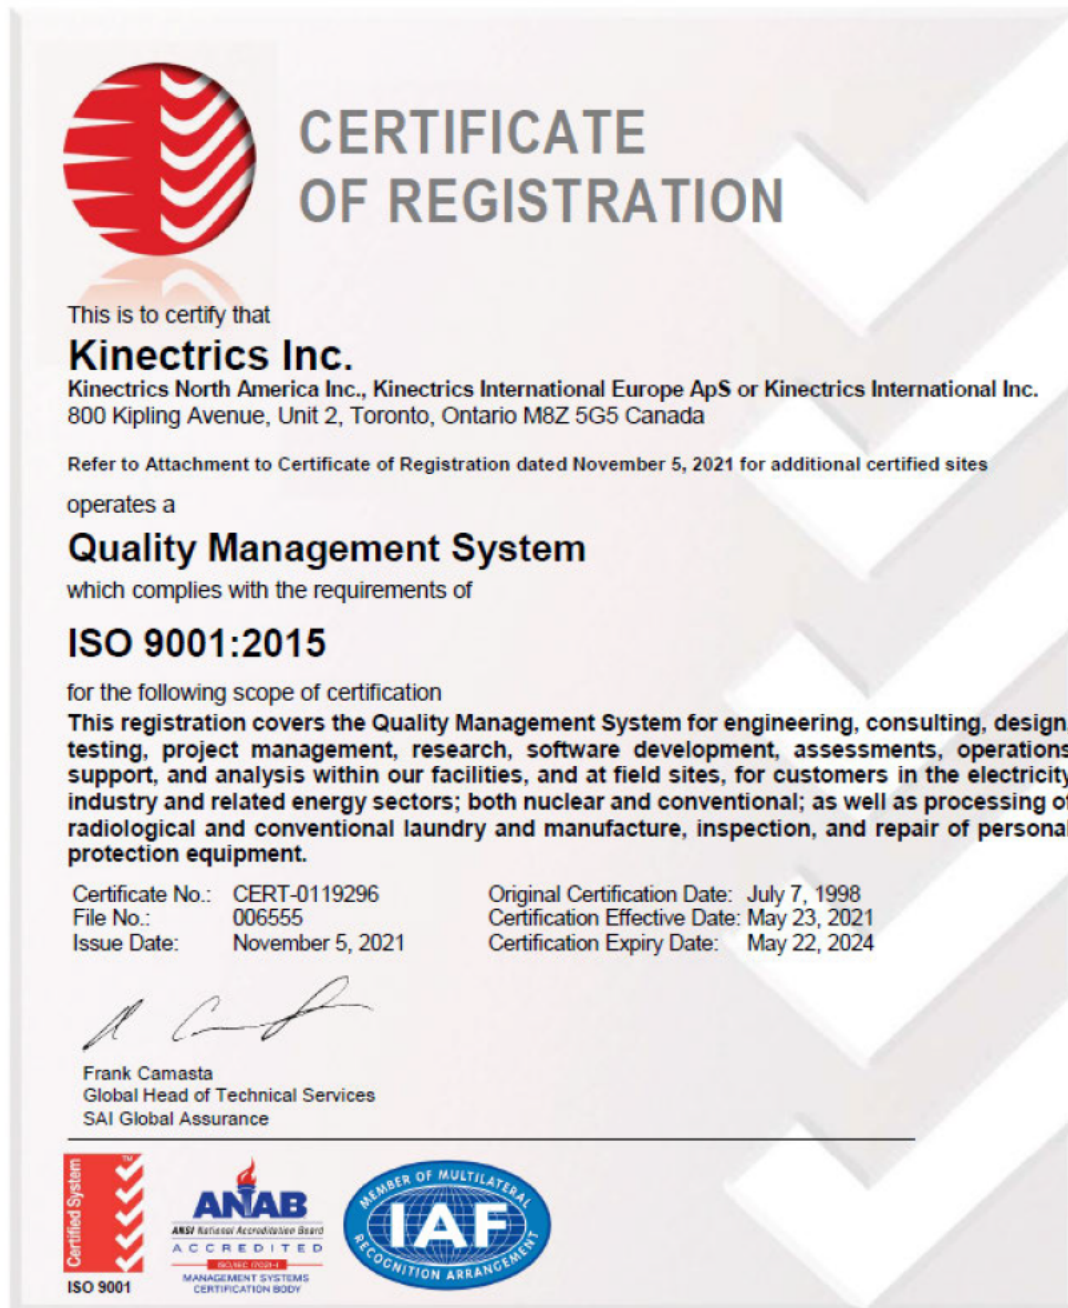 CERTIFICATE
OF REGISTRATION
This is to certify that
Kinectrics Inc.
Kinectrics North America Inc., Kinectrics International Europe ApS or Kinectrics International Inc.
800 Kipling Avenue, Unit 2, Toronto, Ontario M8Z 5G5 Canada
Refer to Attachment to Certificate of Registration dated November 5, 2021 for additional certified sites
operates a
Quality Management System
which complies with the requirements of
ISO 9001:2015
for the following scope of certification
This registration covers the Quality Management System for engineering, consulting, design,
testing, project management, research, software development, assessments, operations
support, and analysis within our facilities, and at field sites, for customers in the electricity
industry and related energy sectors; both nuclear and conventional; as well as processing of
radiological and conventional laundry and manufacture, inspection, and repair of personal
protection equipment.
Certificate No.: CERT-0119296 Original Certification Date: July 7, 1998
File No.: 006555 Certification Effective Date: May 23, 2021
Issue Date: November 5, 2021 Certification Expiry Date: May 22, 2024
Frank Camasta
Global Head of Technical Services
SAI Global Assurance
Certified System
TM
ISO 9001
ANAB
ANSI National Accreditation Board
ACCREDITED
ISO/IEC 17021-1
MANAGEMENT SYSTEMS
CERTIFICATION BODY
MEMBER OF MULTILATERAL
IAF
RECOGNITION ARRANGEMENT